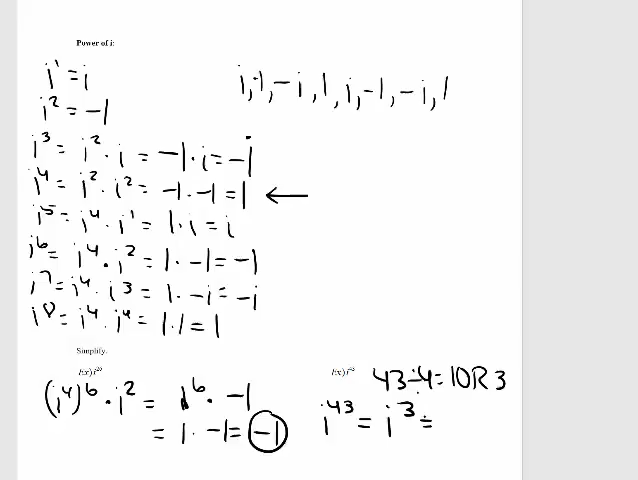 Power of i:
i¹ = i
i, -1, -i, 1, i, -1, -i, 1
i² = -1
i³ = i² · i = -1 · i = -i
i⁴ = i² · i² = -1 · -1 = 1 ←
i⁵ = i⁴ · i¹ = 1 · i = i
i⁶ = i⁴ · i² = 1 · -1 = -1
i⁷ = i⁴ · i³ = 1 · -i = -i
i⁸ = i⁴ · i⁴ = 1 · 1 = 1
Simplify.
Ex) i²⁶
(i⁴)⁶ · i² = 1⁶ · -1
= 1 · -1 = -1
Ex) i⁴³
43 ÷ 4 = 10 R 3
i⁴³ = i³ =